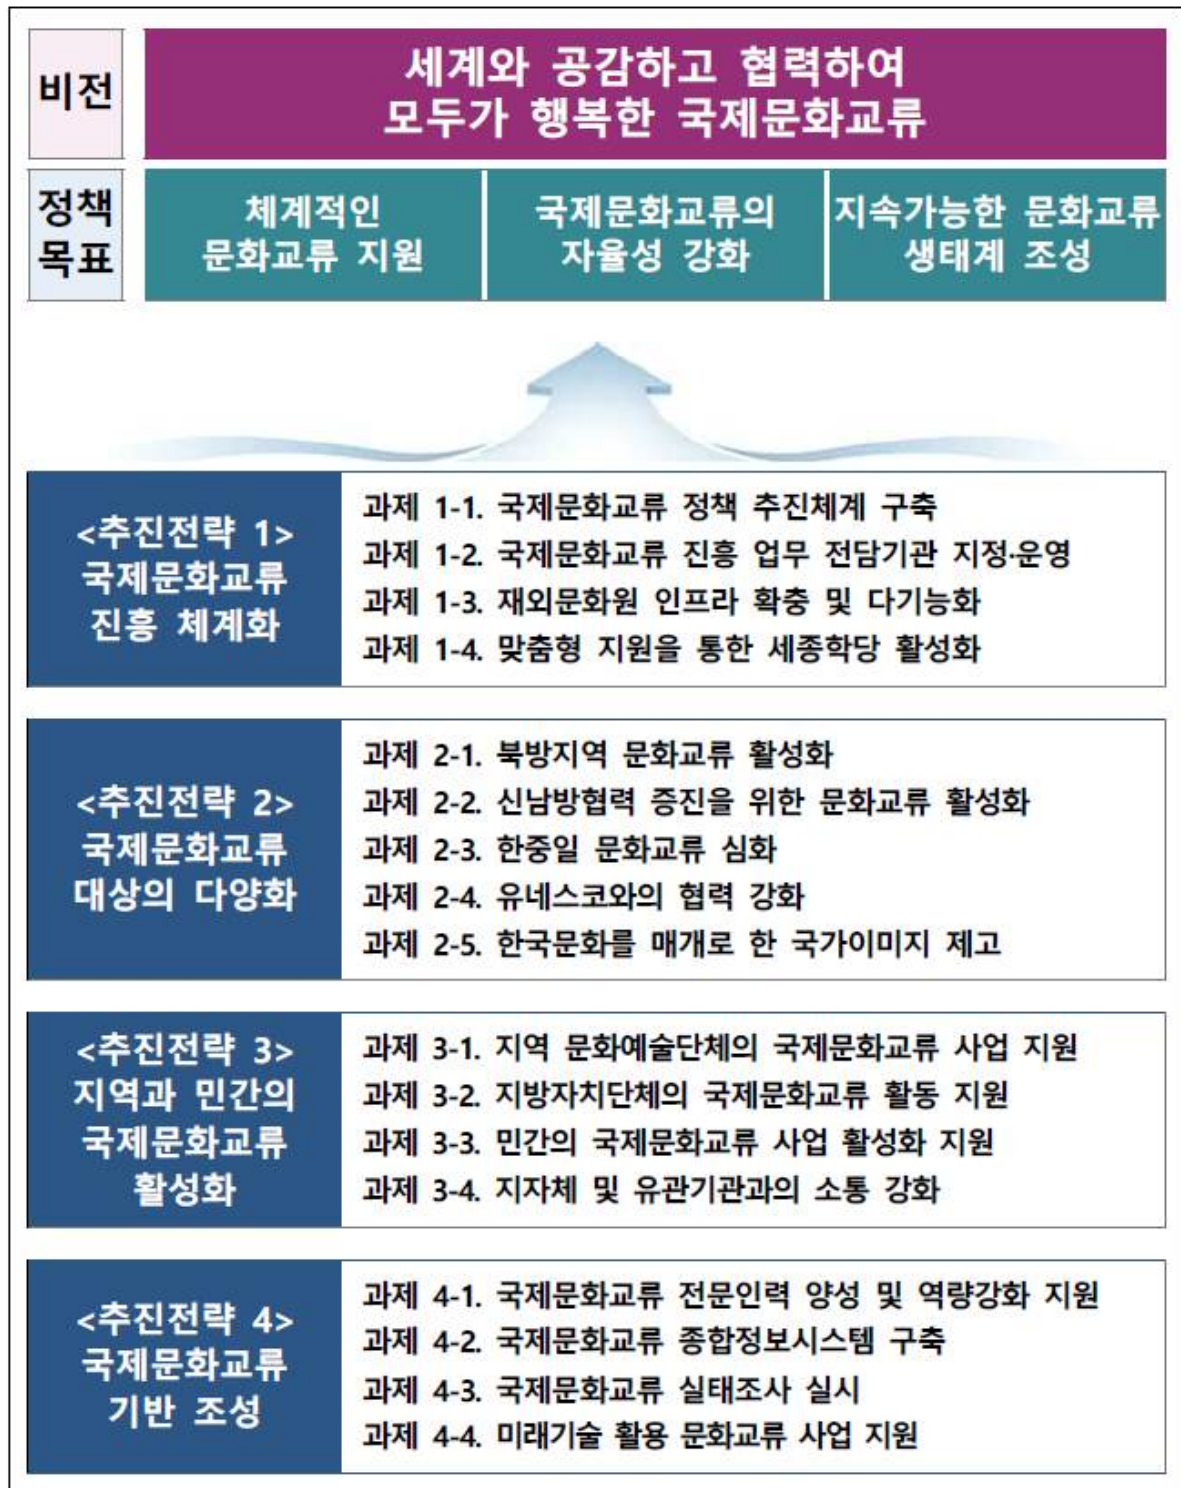 비전
세계와 공감하고 협력하여
모두가 행복한 국제문화교류
정책
목표
체계적인
문화교류 지원
국제문화교류의
자율성 강화
지속가능한 문화교류
생태계 조성
<추진전략 1>
국제문화교류
진흥 체계화
과제 1-1. 국제문화교류 정책 추진체계 구축
과제 1-2. 국제문화교류 진흥 업무 전담기관 지정·운영
과제 1-3. 재외문화원 인프라 확충 및 다기능화
과제 1-4. 맞춤형 지원을 통한 세종학당 활성화
<추진전략 2>
국제문화교류
대상의 다양화
과제 2-1. 북방지역 문화교류 활성화
과제 2-2. 신남방협력 증진을 위한 문화교류 활성화
과제 2-3. 한중일 문화교류 심화
과제 2-4. 유네스코와의 협력 강화
과제 2-5. 한국문화를 매개로 한 국가이미지 제고
<추진전략 3>
지역과 민간의
국제문화교류
활성화
과제 3-1. 지역 문화예술단체의 국제문화교류 사업 지원
과제 3-2. 지방자치단체의 국제문화교류 활동 지원
과제 3-3. 민간의 국제문화교류 사업 활성화 지원
과제 3-4. 지자체 및 유관기관과의 소통 강화
<추진전략 4>
국제문화교류
기반 조성
과제 4-1. 국제문화교류 전문인력 양성 및 역량강화 지원
과제 4-2. 국제문화교류 종합정보시스템 구축
과제 4-3. 국제문화교류 실태조사 실시
과제 4-4. 미래기술 활용 문화교류 사업 지원